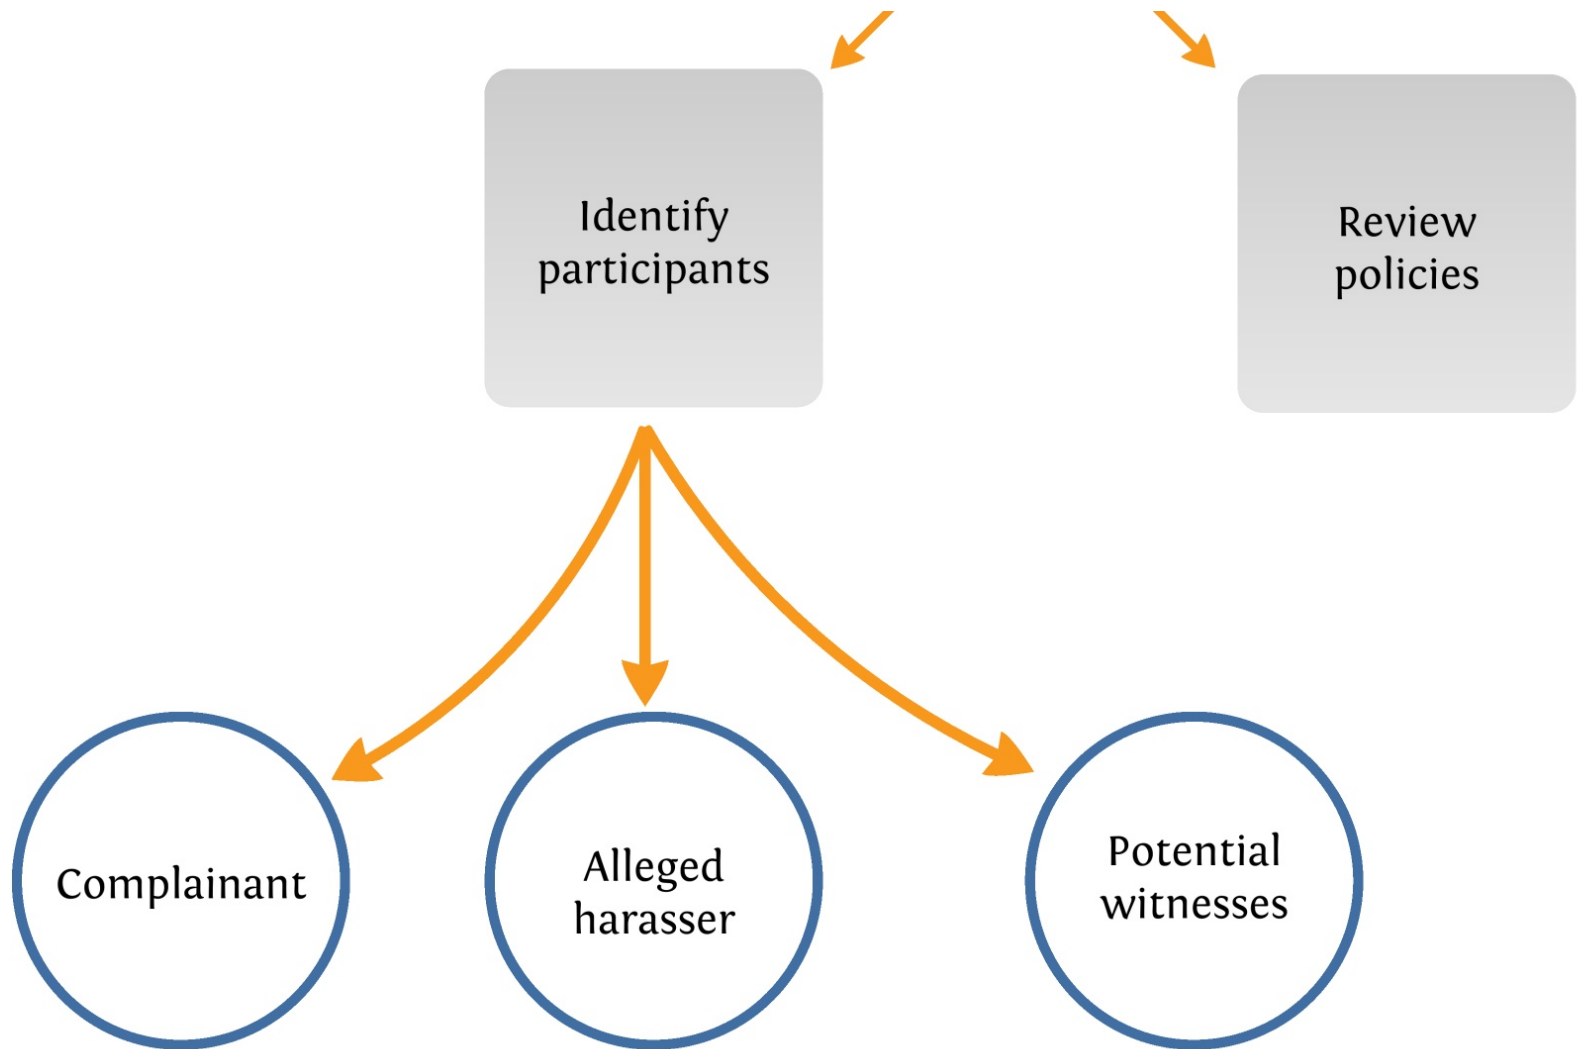 Identify
participants
Review
policies
Complainant
Alleged
harasser
Potential
witnesses